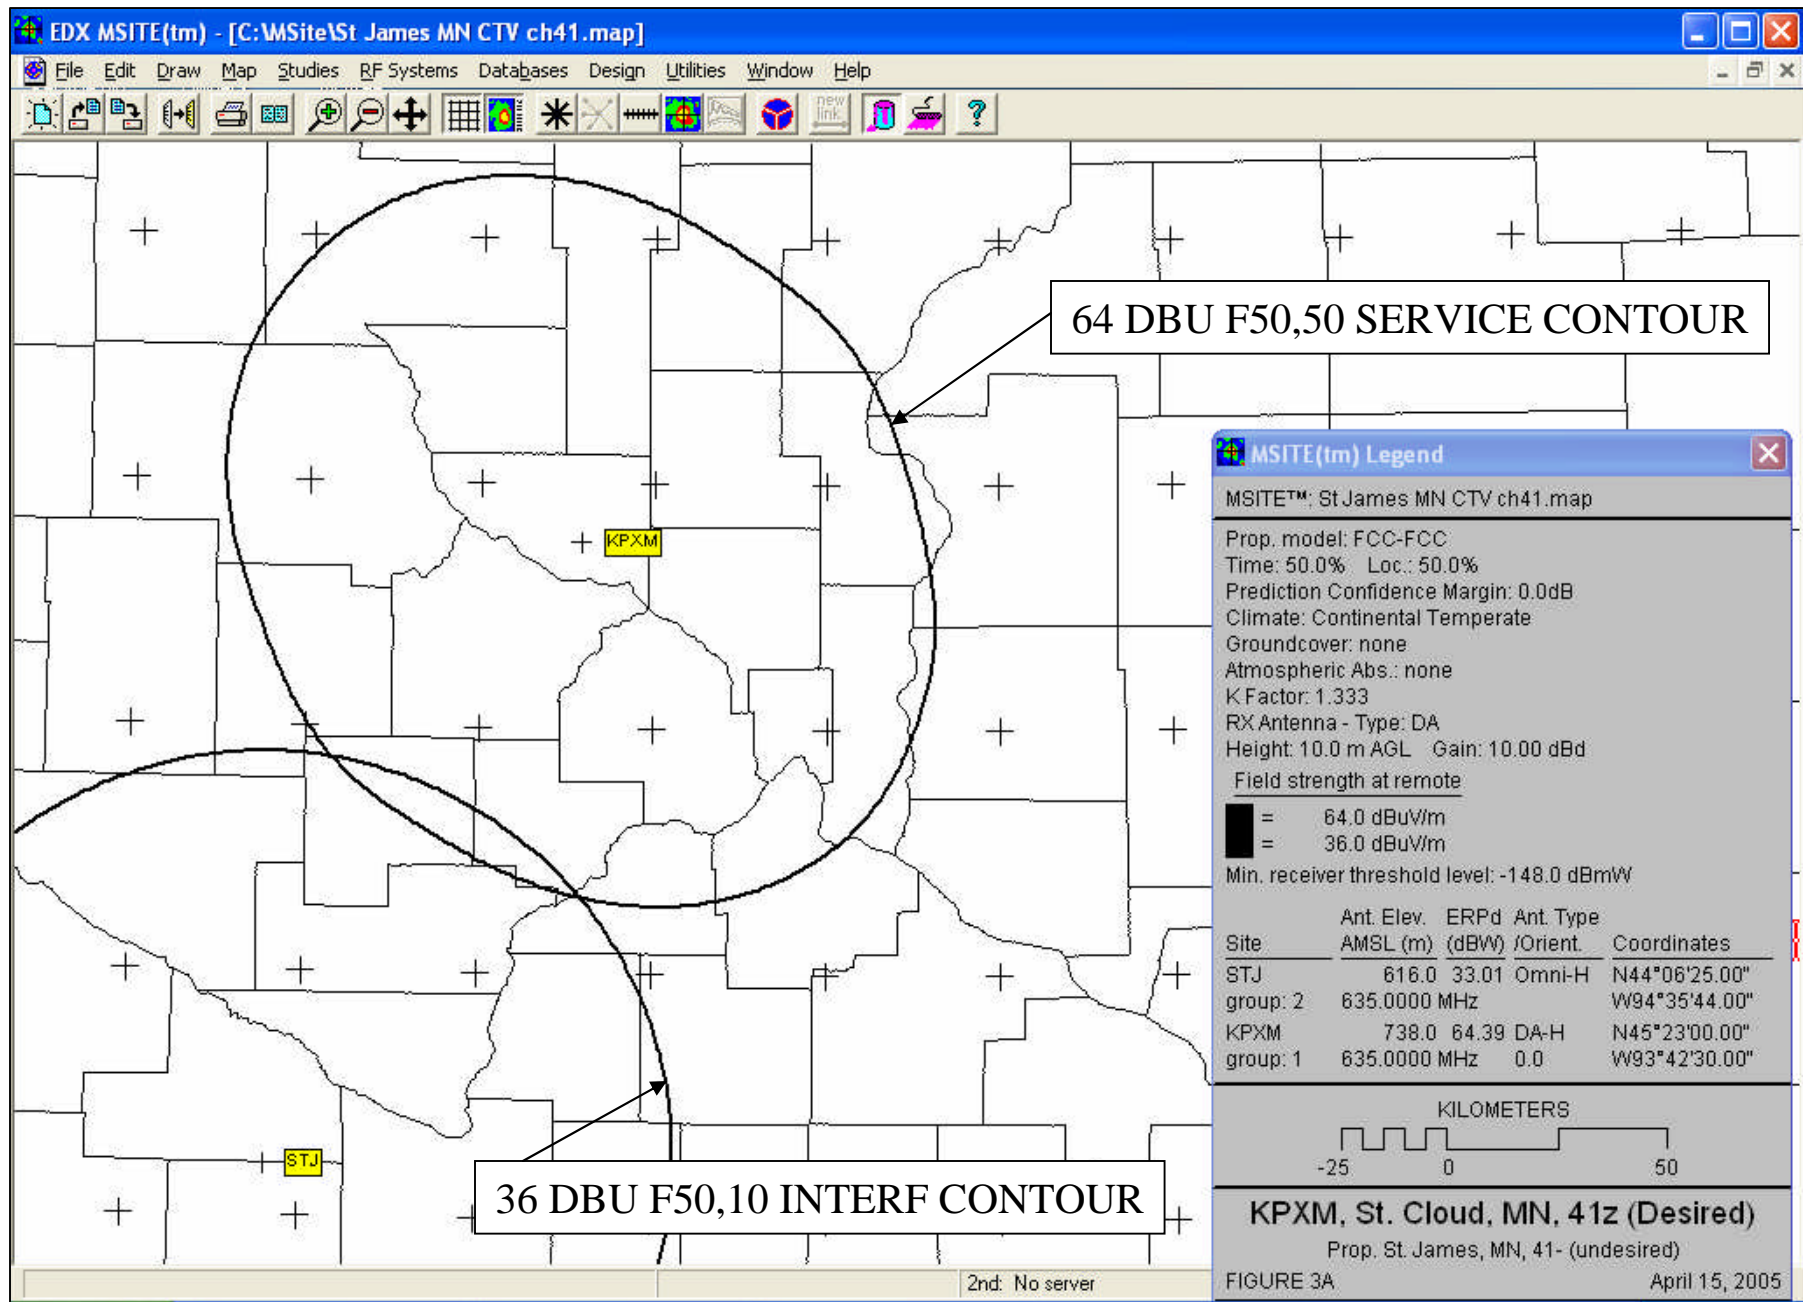 EDX MSITE(tm) - [C:\MSite\St James MN CTV ch41.map]
File Edit Draw Map Studies RF Systems Databases Design Utilities Window Help
new link
64 DBU F50,50 SERVICE CONTOUR
KPXM
STJ
36 DBU F50,10 INTERF CONTOUR
MSITE(tm) Legend
MSITE™: St James MN CTV ch41.map
Prop. model: FCC-FCC
Time: 50.0% Loc.: 50.0%
Prediction Confidence Margin: 0.0dB
Climate: Continental Temperate
Groundcover: none
Atmospheric Abs.: none
K Factor: 1.333
RX Antenna - Type: DA
Height: 10.0 m AGL Gain: 10.00 dBd
Field strength at remote
= 64.0 dBuV/m
= 36.0 dBuV/m
Min. receiver threshold level: -148.0 dBmW
Ant. Elev. ERPd Ant. Type
Site AMSL (m) (dBW) /Orient. Coordinates
STJ 616.0 33.01 Omni-H N44°06'25.00"
group: 2 635.0000 MHz W94°35'44.00"
KPXM 738.0 64.39 DA-H N45°23'00.00"
group: 1 635.0000 MHz 0.0 W93°42'30.00"
KILOMETERS
-25 0 50
KPXM, St. Cloud, MN, 41z (Desired)
Prop. St. James, MN, 41- (undesired)
FIGURE 3A April 15, 2005
2nd: No server